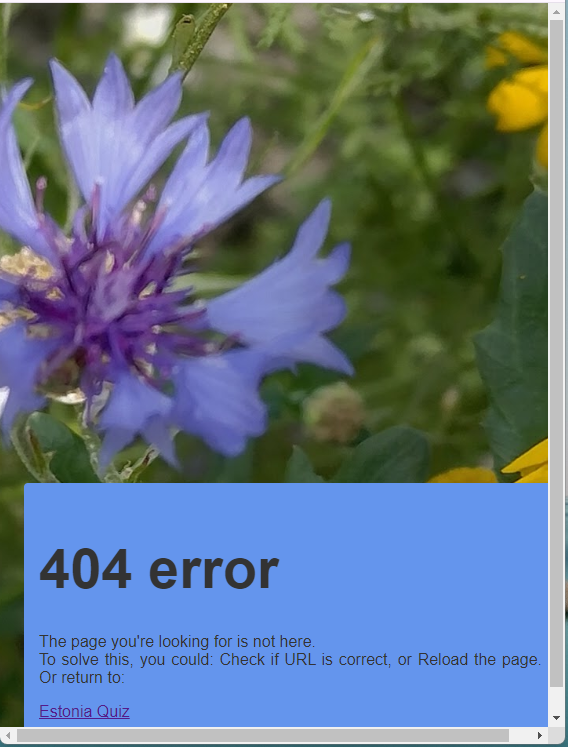 404 error
The page you're looking for is not here.
To solve this, you could: Check if URL is correct, or Reload the page.
Or return to:
Estonia Quiz